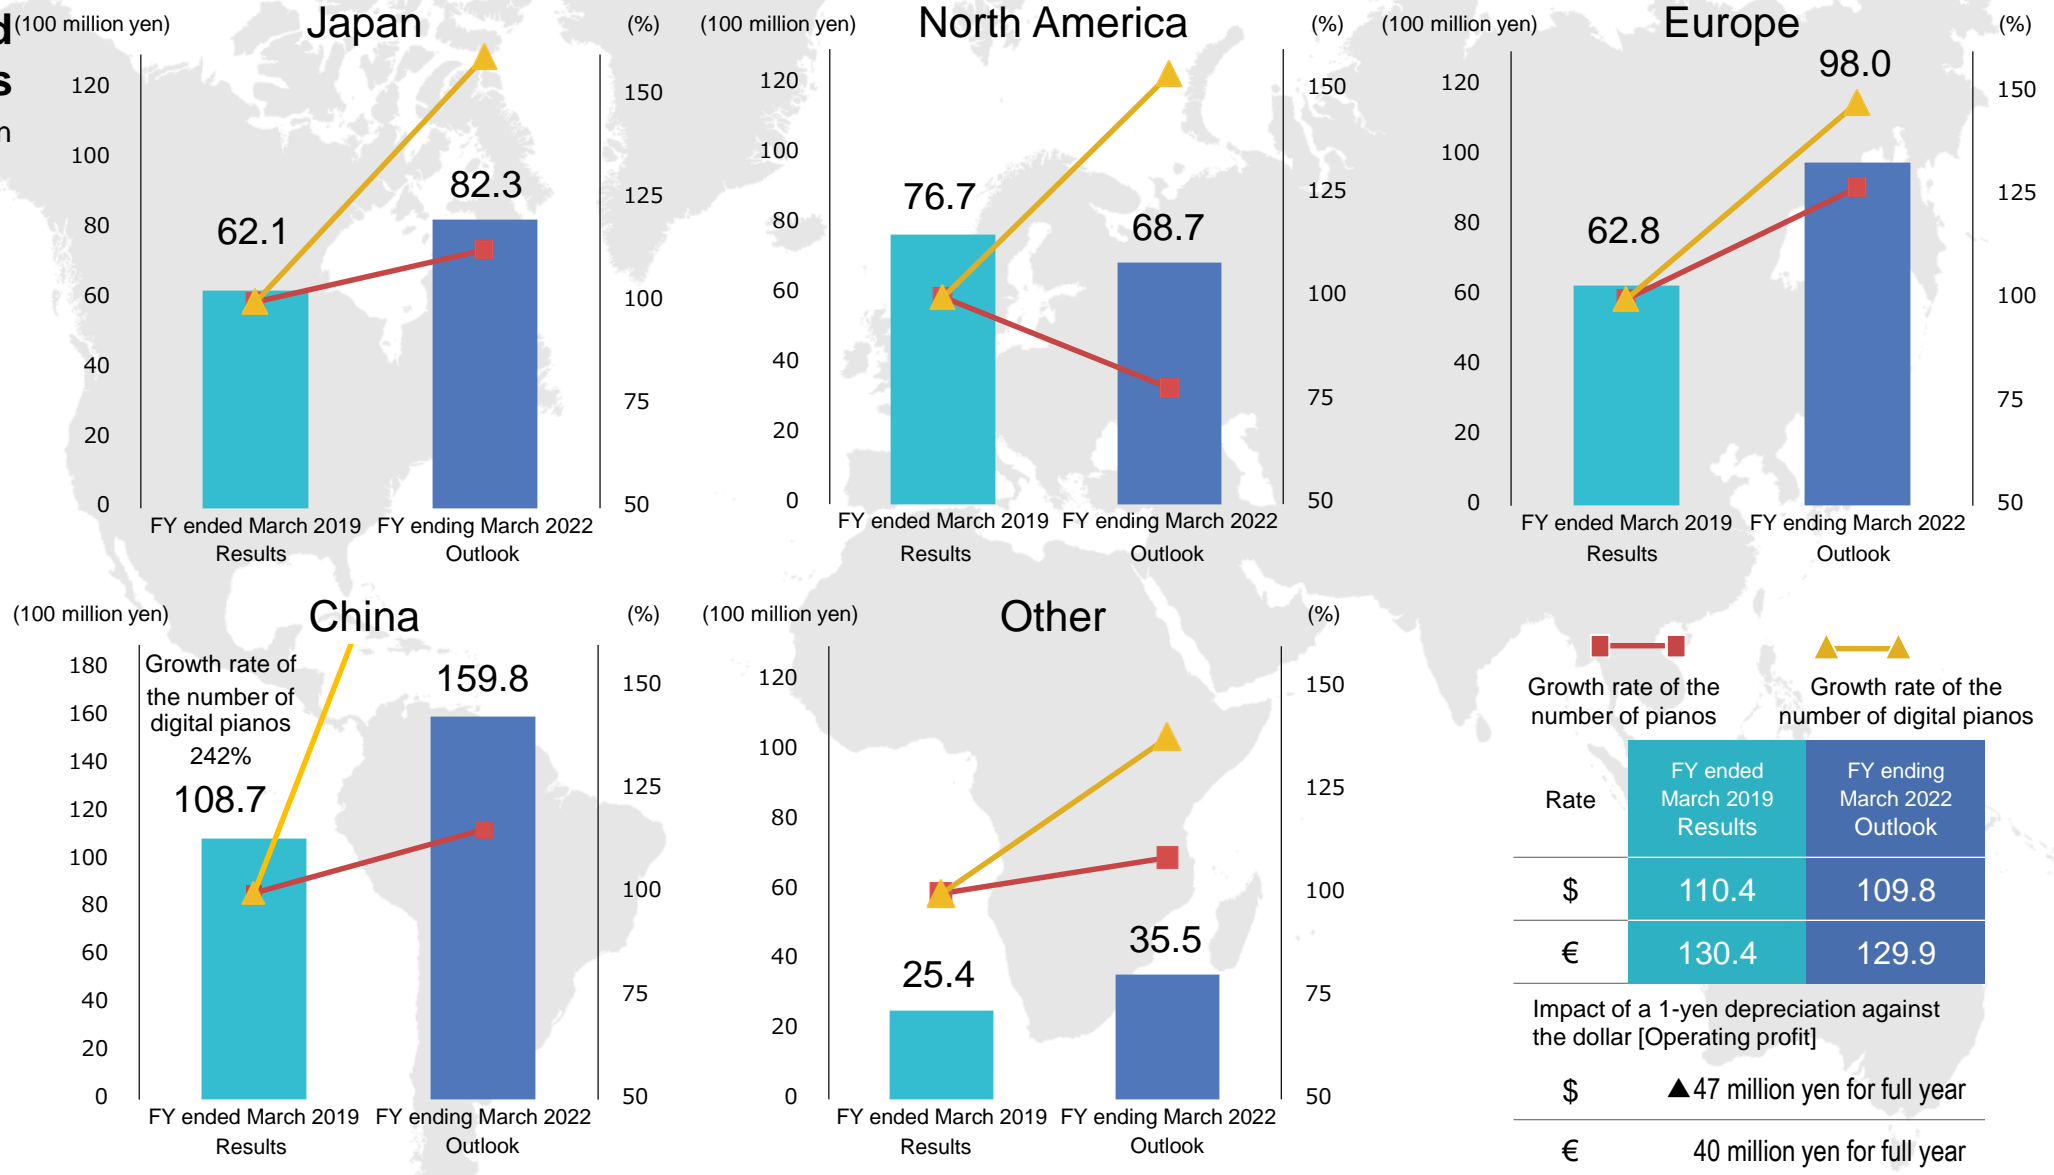 d
s
n
(100 million yen)
Japan
(%)
120
100
80
60
40
20
0
150
125
100
75
50
62.1
82.3
FY ended March 2019
Results
FY ending March 2022
Outlook
(100 million yen)
North America
(%)
120
100
80
60
40
20
0
150
125
100
75
50
76.7
68.7
FY ended March 2019
Results
FY ending March 2022
Outlook
(100 million yen)
Europe
(%)
120
100
80
60
40
20
0
150
125
100
75
50
62.8
98.0
FY ended March 2019
Results
FY ending March 2022
Outlook
(100 million yen)
China
(%)
180
160
140
120
100
80
60
40
20
0
150
125
100
75
50
Growth rate of
the number of
digital pianos
242%
108.7
159.8
FY ended March 2019
Results
FY ending March 2022
Outlook
(100 million yen)
Other
(%)
120
100
80
60
40
20
0
150
125
100
75
50
25.4
35.5
FY ended March 2019
Results
FY ending March 2022
Outlook
Growth rate of the
number of pianos
Growth rate of the
number of digital pianos
Rate
FY ended
March 2019
Results
FY ending
March 2022
Outlook
$ 110.4 109.8
€ 130.4 129.9
Impact of a 1-yen depreciation against
the dollar [Operating profit]
$ ▲47 million yen for full year
€ 40 million yen for full year